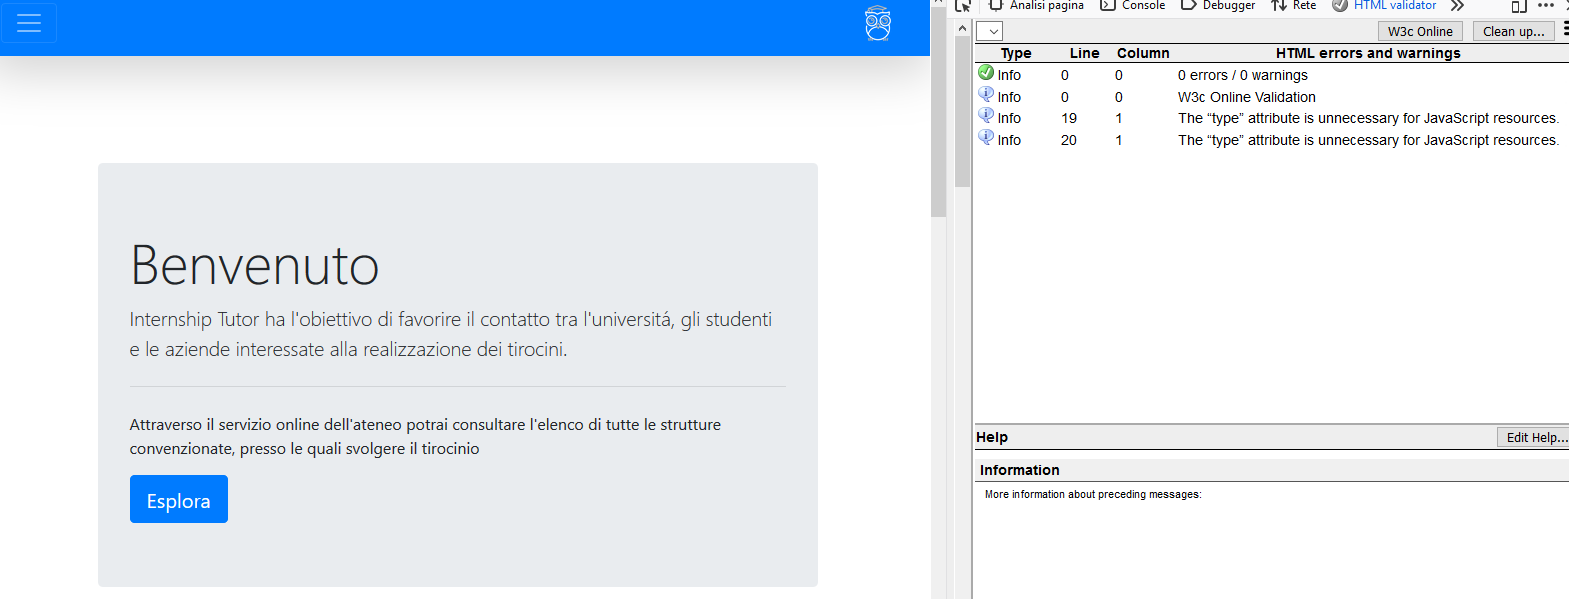 Analisi pagina Console Debugger Rete HTML validator
W3c Online Clean up...
Type Line Column HTML errors and warnings
Info 0 0 0 errors / 0 warnings
Info 0 0 W3c Online Validation
Info 19 1 The “type” attribute is unnecessary for JavaScript resources.
Info 20 1 The “type” attribute is unnecessary for JavaScript resources.
Benvenuto
Internship Tutor ha l'obiettivo di favorire il contatto tra l'universitá, gli studenti
e le aziende interessate alla realizzazione dei tirocini.
Attraverso il servizio online dell'ateneo potrai consultare l'elenco di tutte le strutture
convenzionate, presso le quali svolgere il tirocinio
Esplora
Help Edit Help...
Information
More information about preceding messages: